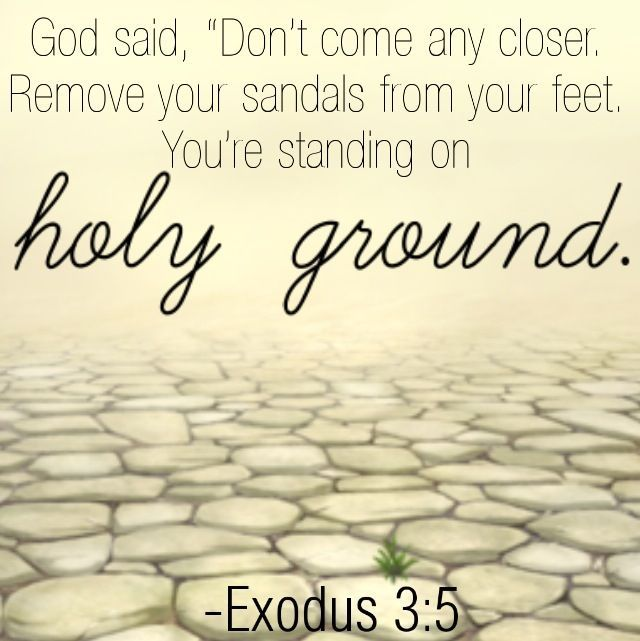 God said, "Don't come any closer.
Remove your sandals from your feet.
You're standing on
holy ground.
-Exodus 3:5